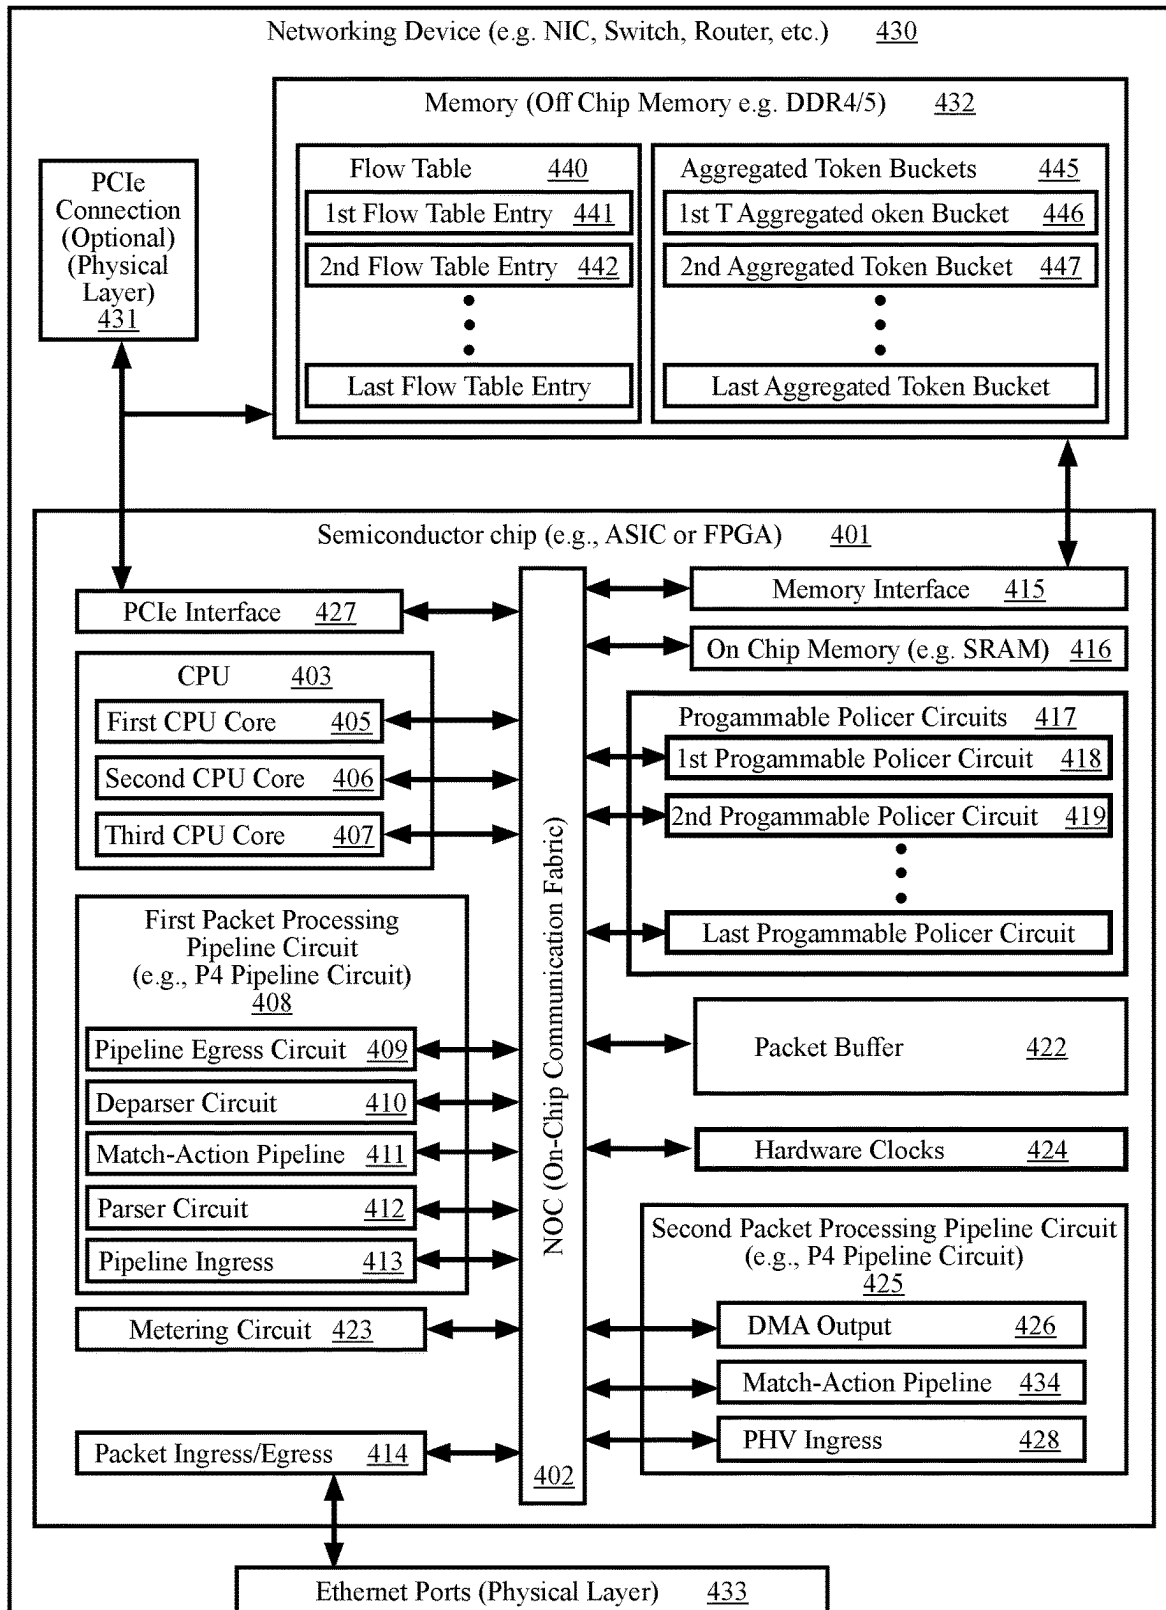 Networking Device (e.g. NIC, Switch, Router, etc.) 430
Memory (Off Chip Memory e.g. DDR4/5) 432
Flow Table 440
1st Flow Table Entry 441
2nd Flow Table Entry 442
Last Flow Table Entry
Aggregated Token Buckets 445
1st T Aggregated oken Bucket 446
2nd Aggregated Token Bucket 447
Last Aggregated Token Bucket
PCIe
Connection
(Optional)
(Physical
Layer)
431
Semiconductor chip (e.g., ASIC or FPGA) 401
PCIe Interface 427
CPU 403
First CPU Core 405
Second CPU Core 406
Third CPU Core 407
First Packet Processing
Pipeline Circuit
(e.g., P4 Pipeline Circuit)
408
Pipeline Egress Circuit 409
Deparser Circuit 410
Match-Action Pipeline 411
Parser Circuit 412
Pipeline Ingress 413
Metering Circuit 423
Packet Ingress/Egress 414
NOC (On-Chip Communication Fabric)
402
Memory Interface 415
On Chip Memory (e.g. SRAM) 416
Progammable Policer Circuits 417
1st Progammable Policer Circuit 418
2nd Progammable Policer Circuit 419
Last Progammable Policer Circuit
Packet Buffer 422
Hardware Clocks 424
Second Packet Processing Pipeline Circuit
(e.g., P4 Pipeline Circuit)
425
DMA Output 426
Match-Action Pipeline 434
PHV Ingress 428
Ethernet Ports (Physical Layer) 433